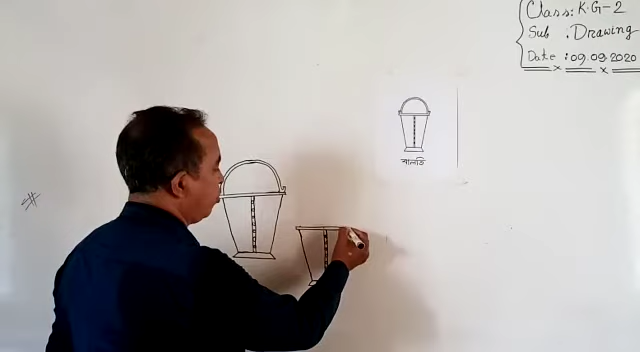 Class: K.G-2
Sub : Drawing
Date : 09.09.2020
বালতি